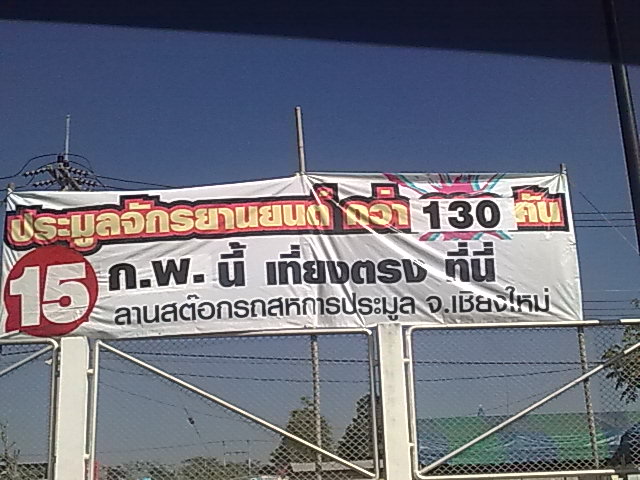 ประมูลจักรยานยนต์ กว่า 130 คัน
15 ก.พ. นี้ เที่ยงตรง ที่นี่
ลานสต๊อกรถสหการประมูล จ.เชียงใหม่